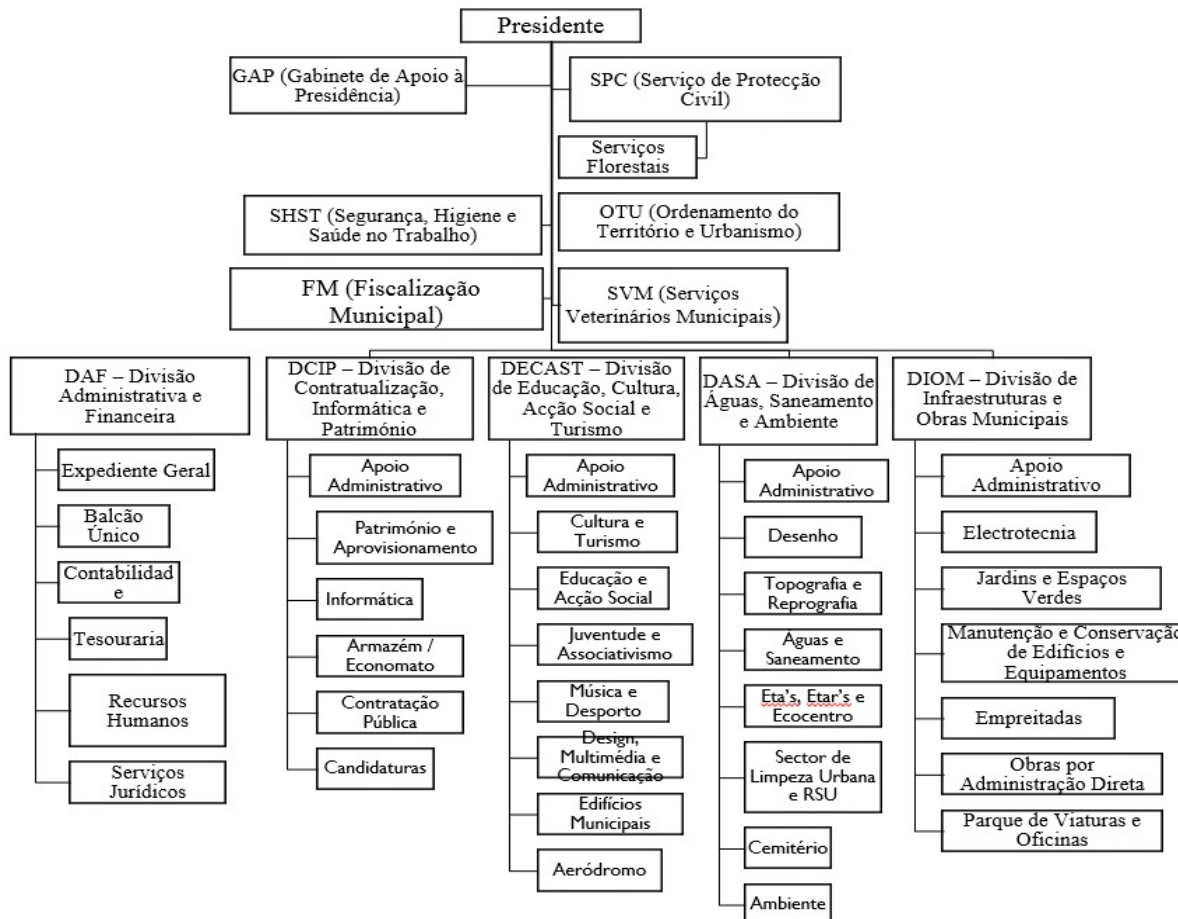 Presidente
GAP (Gabinete de Apoio à
Presidência)
SPC (Serviço de Protecção
Civil)
Serviços
Florestais
SHST (Segurança, Higiene e
Saúde no Trabalho)
OTU (Ordenamento do
Território e Urbanismo)
FM (Fiscalização
Municipal)
SVM (Serviços
Veterinários Municipais)
DAF – Divisão
Administrativa e
Financeira
Expediente Geral
Balcão
Único
Contabilidad
e
Tesouraria
Recursos
Humanos
Serviços
Jurídicos
DCIP – Divisão de
Contratualização,
Informática e
Património
Apoio
Administrativo
Património e
Aprovisionamento
Informática
Armazém /
Economato
Contratação
Pública
Candidaturas
DECAST – Divisão
de Educação, Cultura,
Acção Social e
Turismo
Apoio
Administrativo
Cultura e
Turismo
Educação e
Acção Social
Juventude e
Associativismo
Música e
Desporto
Design,
Multimédia e
Comunicação
Edifícios
Municipais
Aeródromo
DASA – Divisão de
Águas, Saneamento
e Ambiente
Apoio
Administrativo
Desenho
Topografia e
Reprografia
Águas e
Saneamento
Eta's, Etar's e
Ecocentro
Sector de
Limpeza Urbana
e RSU
Cemitério
Ambiente
DIOM – Divisão de
Infraestruturas e
Obras Municipais
Apoio
Administrativo
Electrotecnia
Jardins e Espaços
Verdes
Manutenção e Conservação
de Edifícios e
Equipamentos
Empreitadas
Obras por
Administração Direta
Parque de Viaturas e
Oficinas